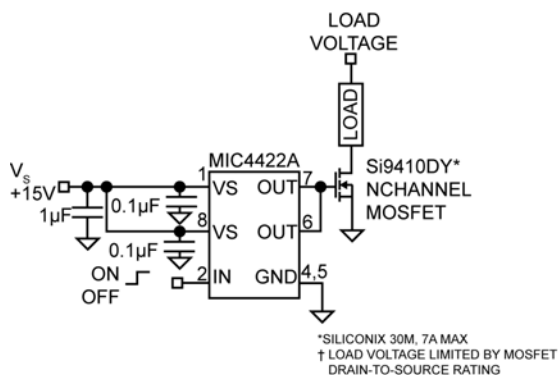 LOAD
VOLTAGE
LOAD
MIC4422A
Si9410DY*
NCHANNEL
MOSFET
VS
+15V
1µF
0.1µF
0.1µF
1
VS
8
VS
2
IN
OUT
7
OUT
6
GND
4,5
ON
OFF
*SILICONIX 30M, 7A MAX
† LOAD VOLTAGE LIMITED BY MOSFET
DRAIN-TO-SOURCE RATING